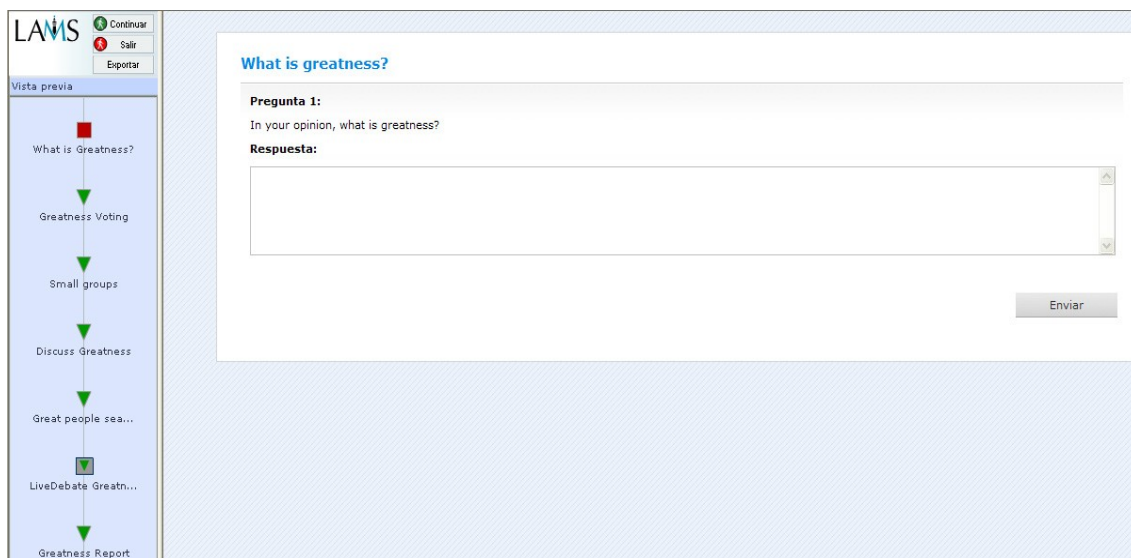 LAMS
Continuar
Salir
Exportar
Vista previa
What is Greatness?
Greatness Voting
Small groups
Discuss Greatness
Great people sea...
LiveDebate Greatn...
Greatness Report
What is greatness?
Pregunta 1:
In your opinion, what is greatness?
Respuesta:
Enviar